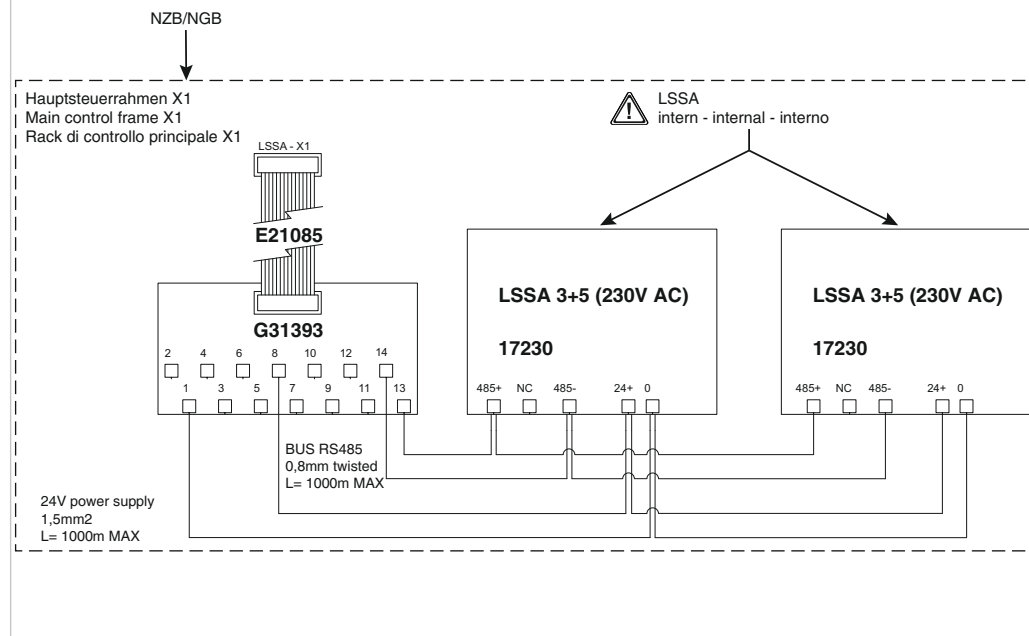 NZB/NGB
Hauptsteuerrahmen X1
Main control frame X1
Rack di controllo principale X1
LSSA
intern - internal - interno
LSSA - X1
E21085
G31393
2 4 6 8 10 12 14
1 3 5 7 9 11 13
LSSA 3+5 (230V AC)
17230
485+ NC 485- 24+ 0
LSSA 3+5 (230V AC)
17230
485+ NC 485- 24+ 0
BUS RS485
0,8mm twisted
L= 1000m MAX
24V power supply
1,5mm2
L= 1000m MAX